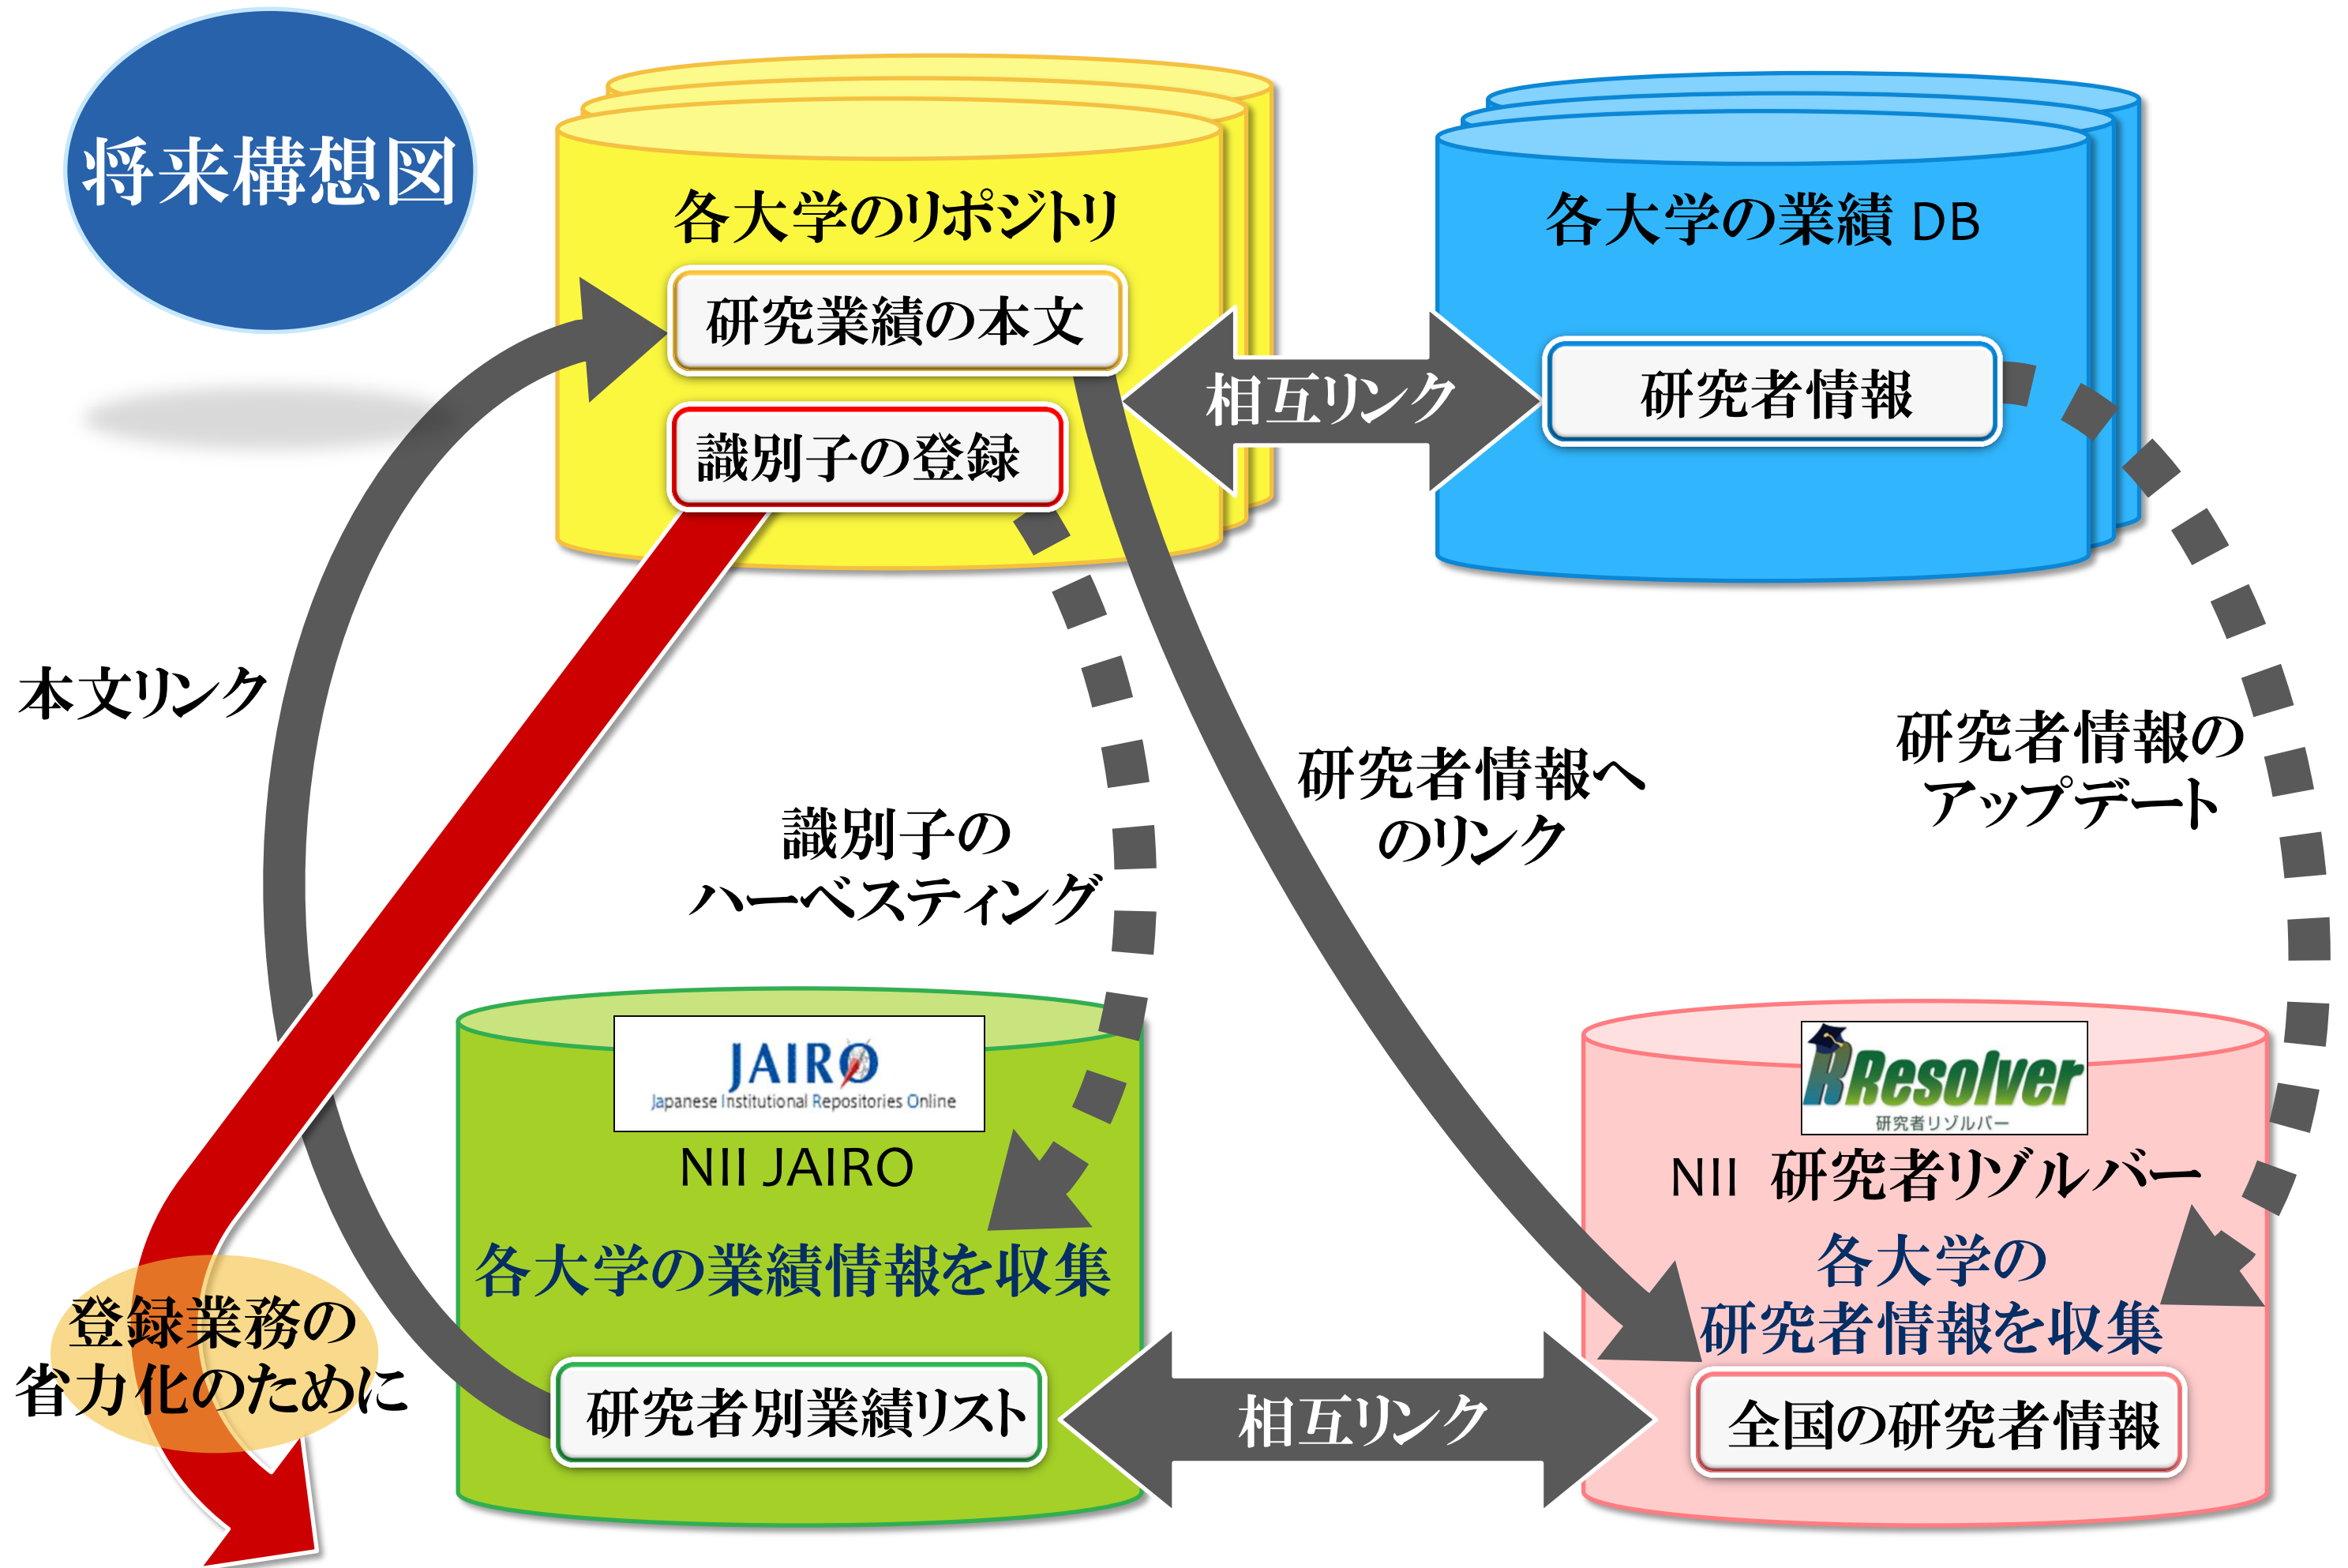 将来構想図
各大学のリポジトリ
研究業績の本文
識別子の登録
相互リンク
各大学の業績 DB
研究者情報
本文リンク
識別子の
ハーベスティング
研究者情報へ
のリンク
研究者情報の
アップデート
JAIRO
Japanese Institutional Repositories Online
NII JAIRO
各大学の業績情報を収集
研究者別業績リスト
相互リンク
RResolver
研究者リゾルバー
NII 研究者リゾルバー
各大学の
研究者情報を収集
全国の研究者情報
登録業務の
省力化のために